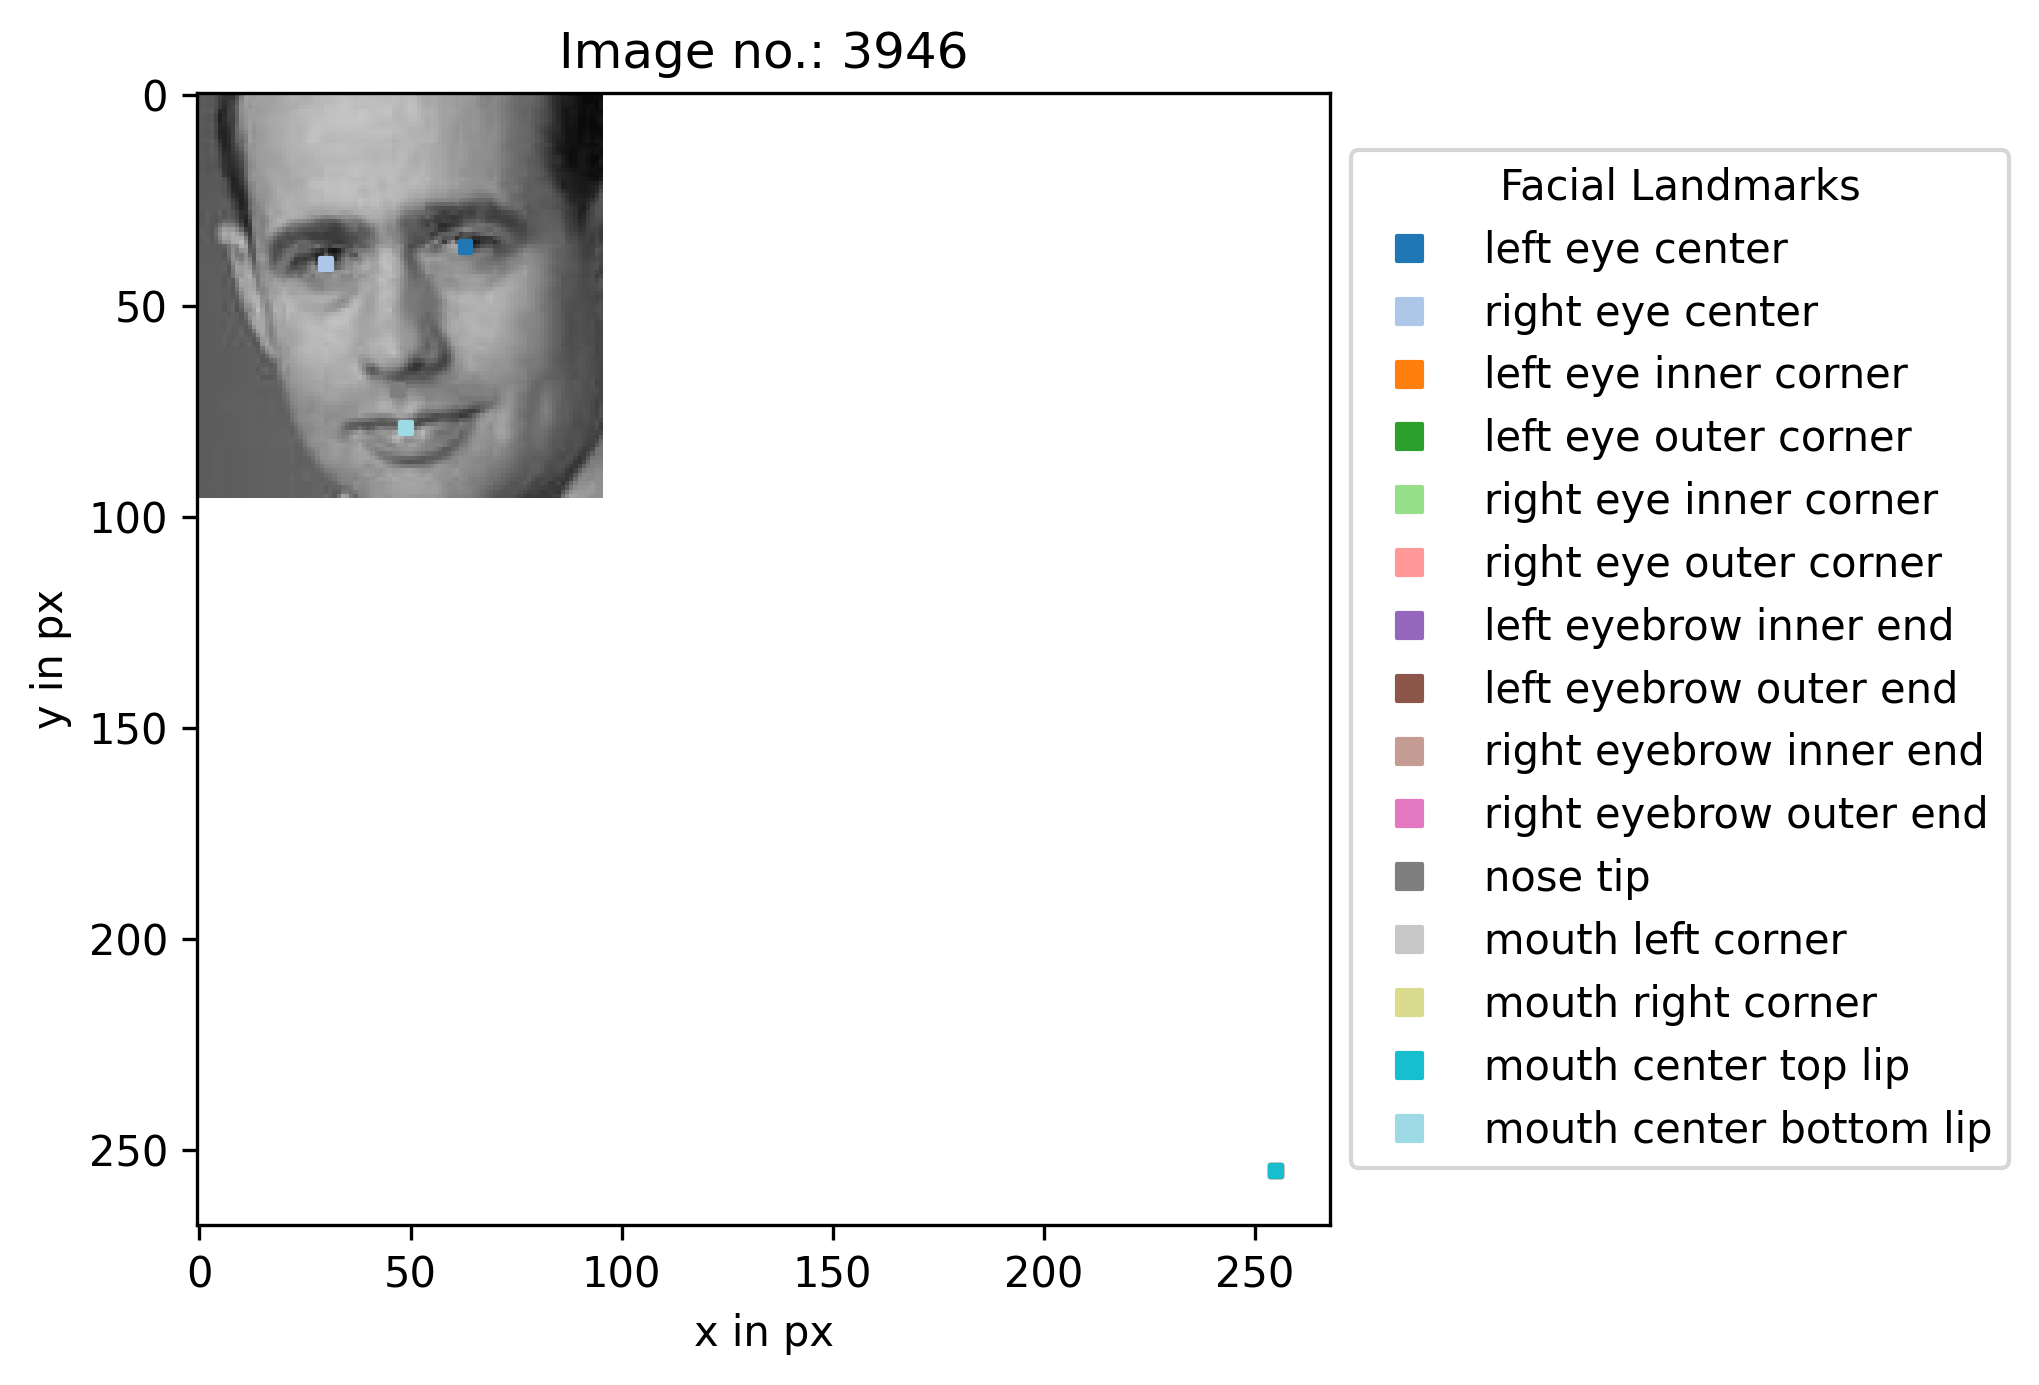 Image no.: 3946
0
50
100
150
200
250
y in px
0 50 100 150 200 250
x in px
Facial Landmarks
left eye center
right eye center
left eye inner corner
left eye outer corner
right eye inner corner
right eye outer corner
left eyebrow inner end
left eyebrow outer end
right eyebrow inner end
right eyebrow outer end
nose tip
mouth left corner
mouth right corner
mouth center top lip
mouth center bottom lip